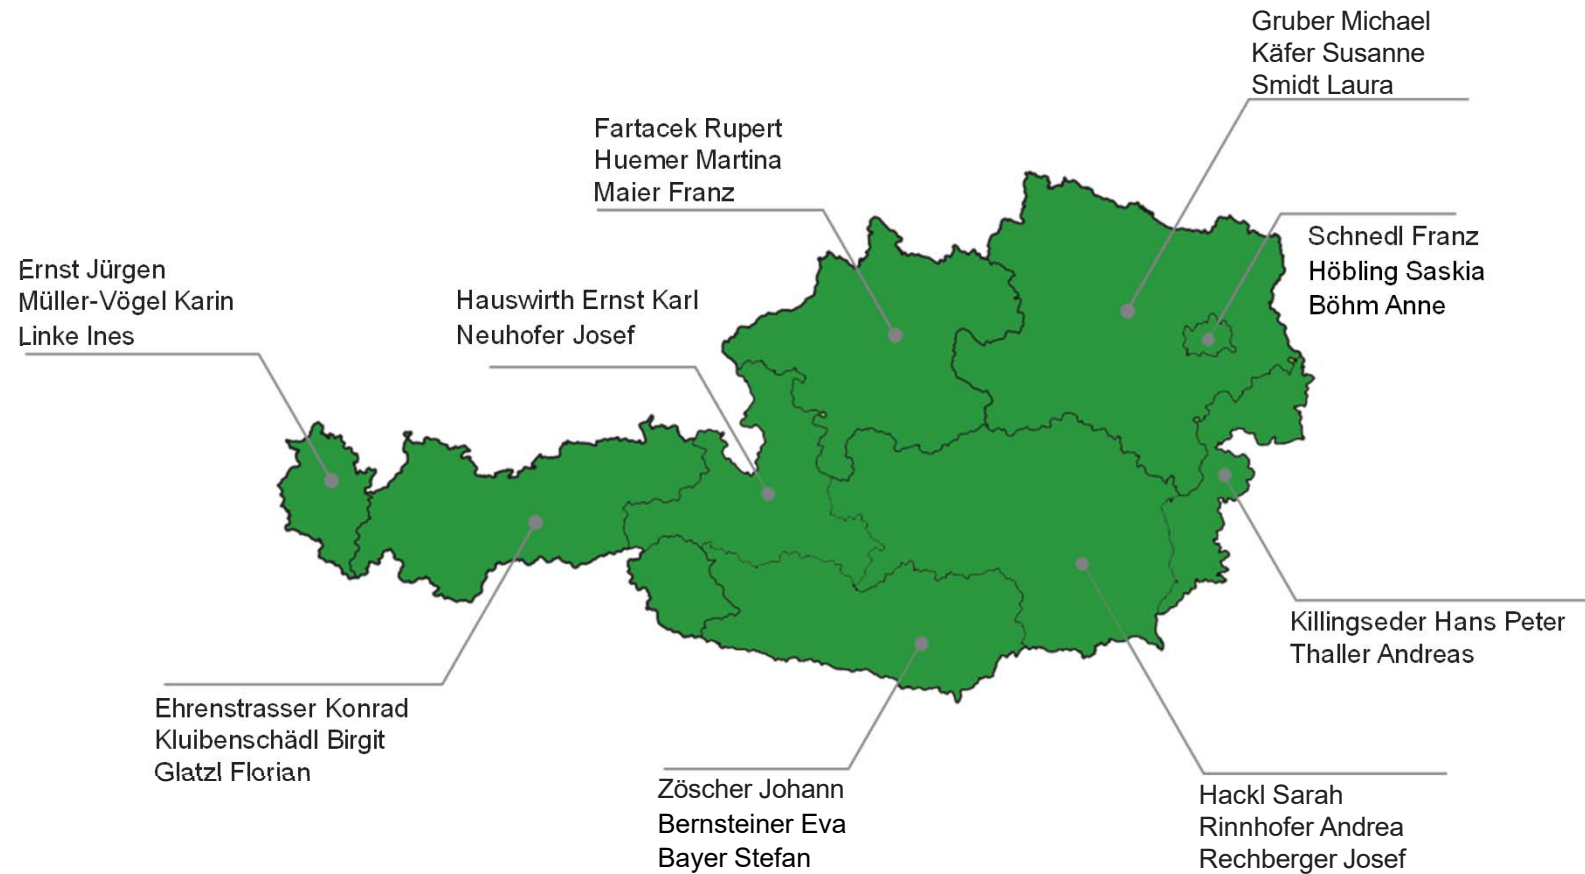 Gruber Michael
Käfer Susanne
Smidt Laura
Fartacek Rupert
Huemer Martina
Maier Franz
Schnedl Franz
Höbling Saskia
Böhm Anne
Ernst Jürgen
Müller-Vögel Karin
Linke Ines
Hauswirth Ernst Karl
Neuhofer Josef
Killingseder Hans Peter
Thaller Andreas
Ehrenstrasser Konrad
Kluibenschädl Birgit
Glatzl Florian
Zöscher Johann
Bernsteiner Eva
Bayer Stefan
Hackl Sarah
Rinnhofer Andrea
Rechberger Josef